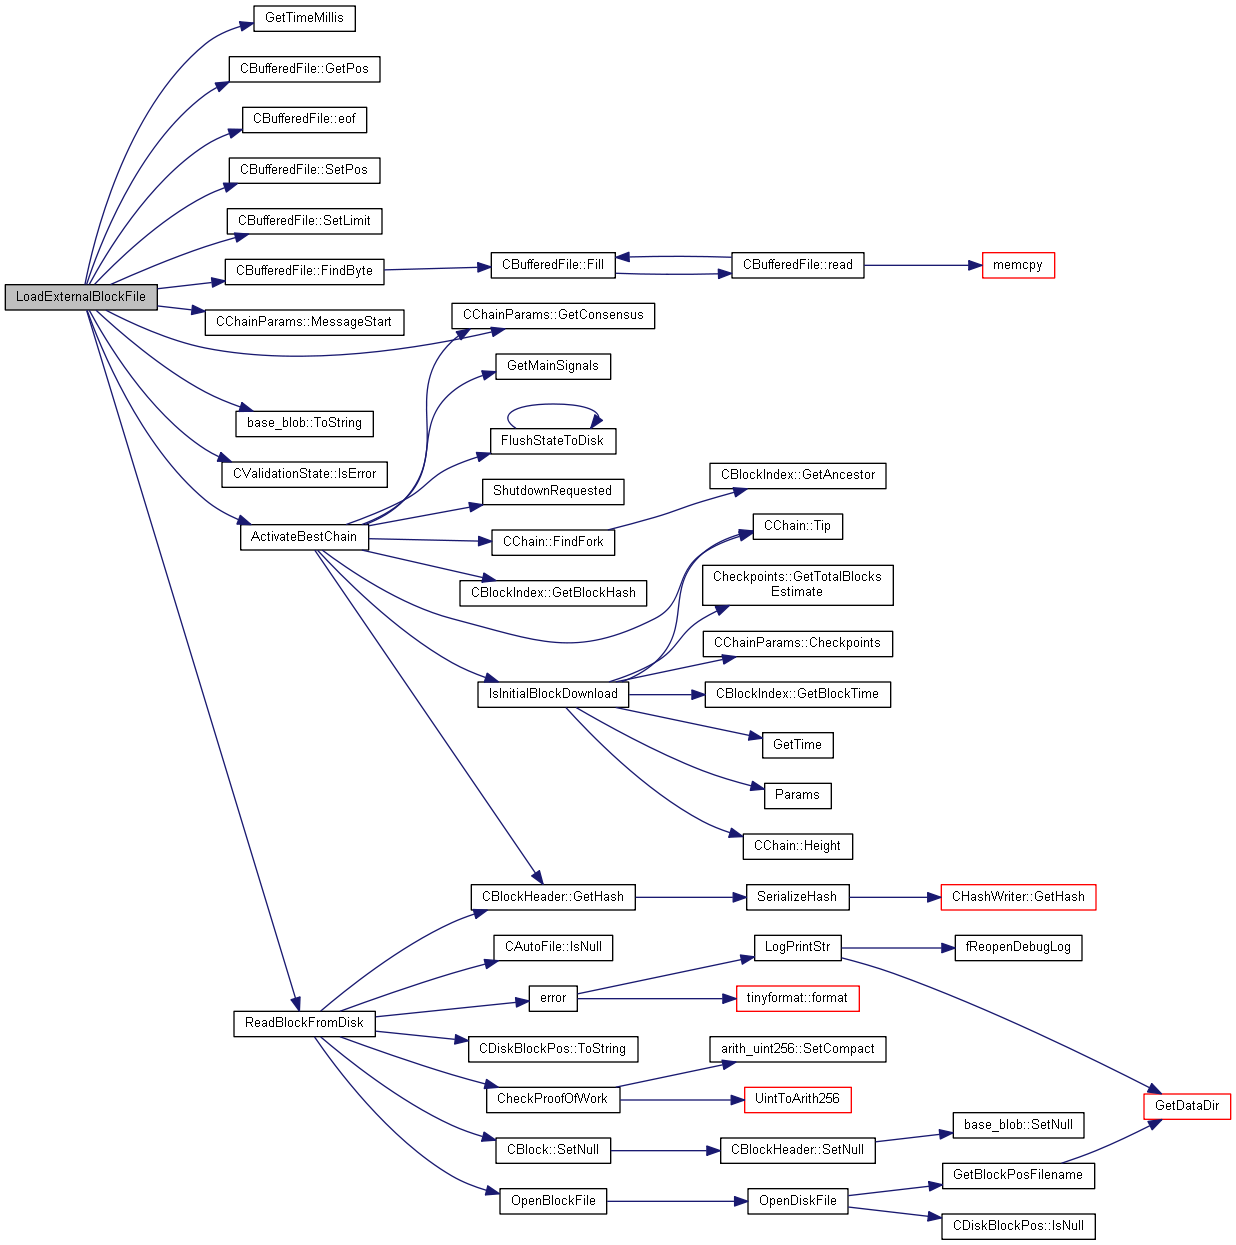 GetTimeMillis
CBufferedFile::GetPos
CBufferedFile::eof
CBufferedFile::SetPos
CBufferedFile::SetLimit
CBufferedFile::FindByte
CBufferedFile::Fill
CBufferedFile::read
memcpy
LoadExternalBlockFile
CChainParams::MessageStart
CChainParams::GetConsensus
GetMainSignals
base_blob::ToString
FlushStateToDisk
CValidationState::IsError
CBlockIndex::GetAncestor
ShutdownRequested
ActivateBestChain
CChain::FindFork
CChain::Tip
CBlockIndex::GetBlockHash
Checkpoints::GetTotalBlocks
Estimate
CChainParams::Checkpoints
IsInitialBlockDownload
CBlockIndex::GetBlockTime
GetTime
Params
CChain::Height
CBlockHeader::GetHash
SerializeHash
CHashWriter::GetHash
CAutoFile::IsNull
LogPrintStr
fReopenDebugLog
error
tinyformat::format
ReadBlockFromDisk
CDiskBlockPos::ToString
arith_uint256::SetCompact
CheckProofOfWork
UintToArith256
GetDataDir
base_blob::SetNull
CBlock::SetNull
CBlockHeader::SetNull
GetBlockPosFilename
OpenBlockFile
OpenDiskFile
CDiskBlockPos::IsNull